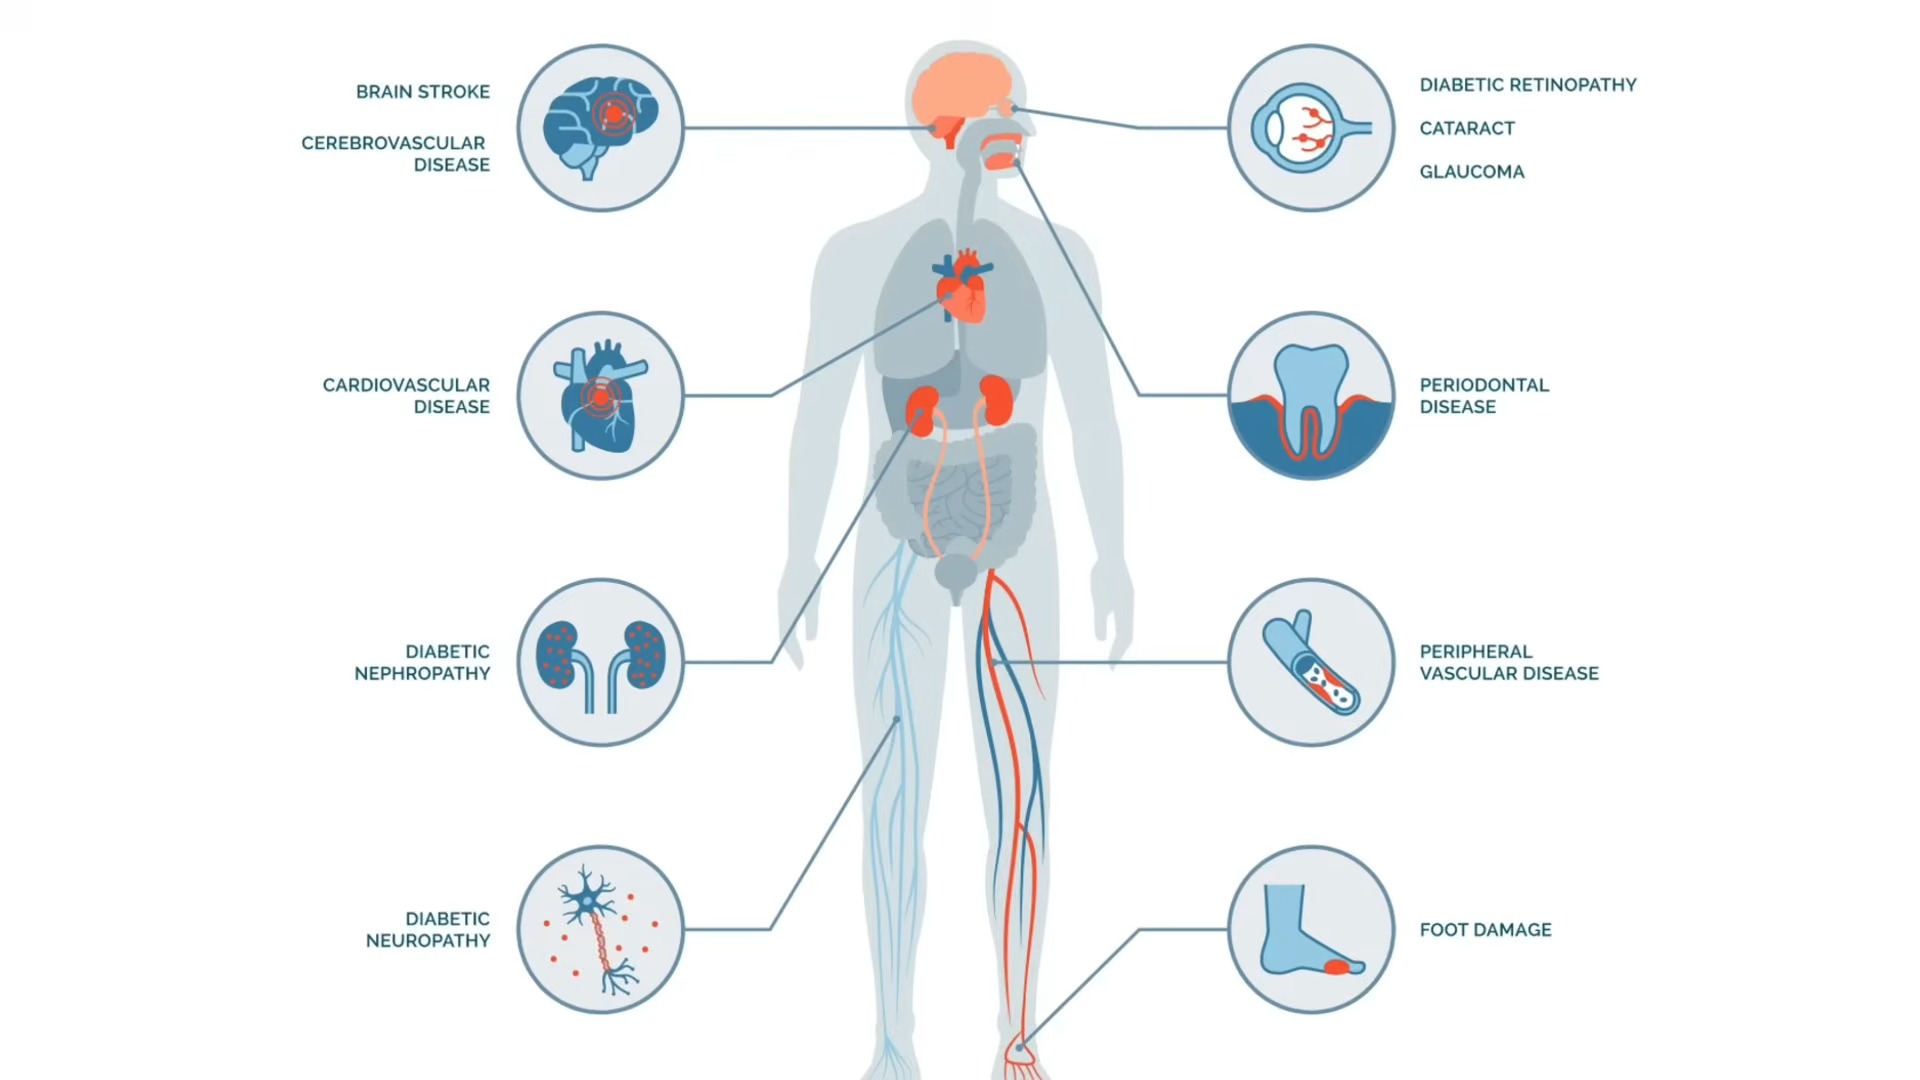 BRAIN STROKE
CEREBROVASCULAR
DISEASE
CARDIOVASCULAR
DISEASE
DIABETIC
NEPHROPATHY
DIABETIC
NEUROPATHY
DIABETIC RETINOPATHY
CATARACT
GLAUCOMA
PERIODONTAL
DISEASE
PERIPHERAL
VASCULAR DISEASE
FOOT DAMAGE